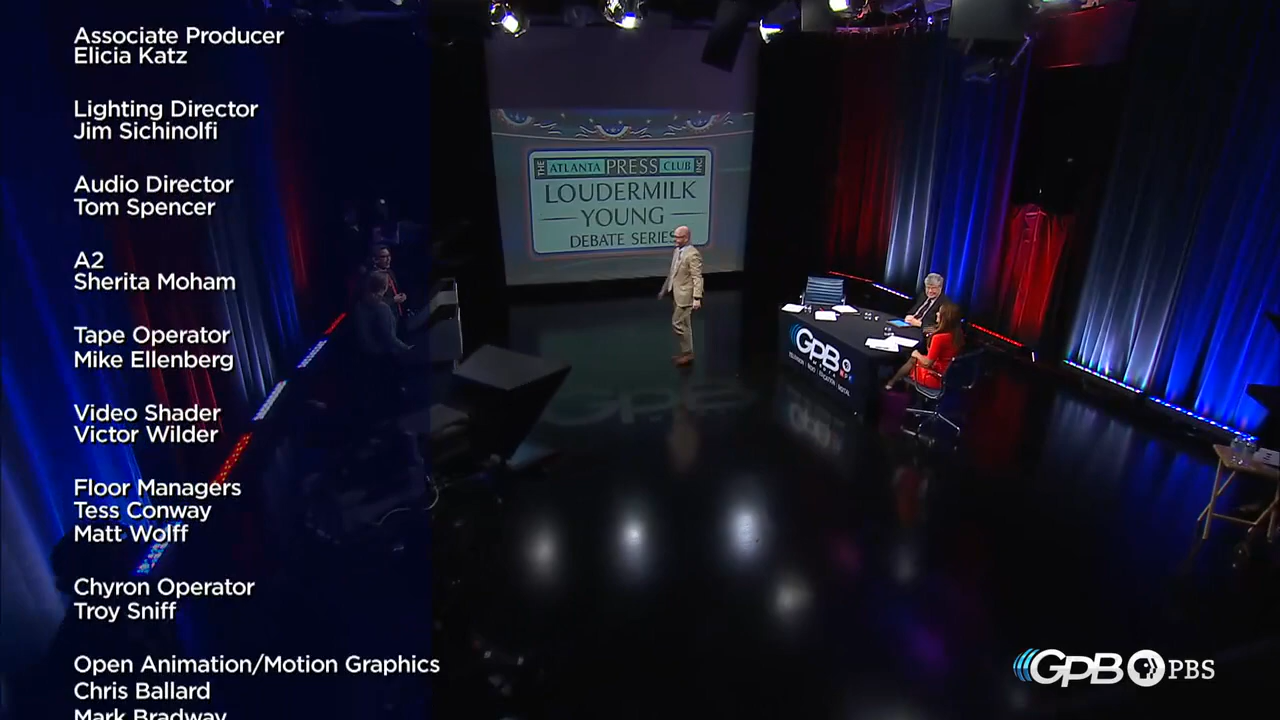 Associate Producer
Elicia Katz
Lighting Director
Jim Sichinolfi
Audio Director
Tom Spencer
A2
Sherita Moham
Tape Operator
Mike Ellenberg
Video Shader
Victor Wilder
Floor Managers
Tess Conway
Matt Wolff
Chyron Operator
Troy Sniff
Open Animation/Motion Graphics
Chris Ballard
Mark Bradway
THE ATLANTA PRESS CLUB INC
LOUDERMILK
YOUNG
DEBATE SERIES
GPB
GPB PBS